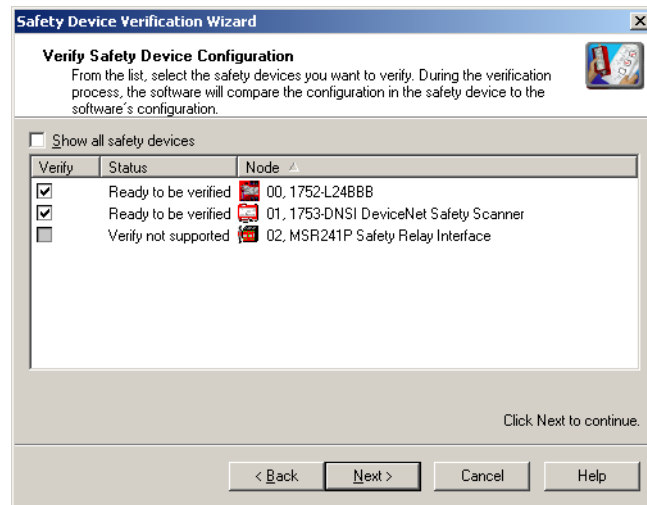 Safety Device Verification Wizard
Verify Safety Device Configuration
From the list, select the safety devices you want to verify. During the verification
process, the software will compare the configuration in the safety device to the
software´s configuration.
Show all safety devices
Verify Status Node
Ready to be verified 00, 1752-L24BBB
Ready to be verified 01, 1753-DNSI DeviceNet Safety Scanner
Verify not supported 02, MSR241P Safety Relay Interface
Click Next to continue.
< Back Next > Cancel Help